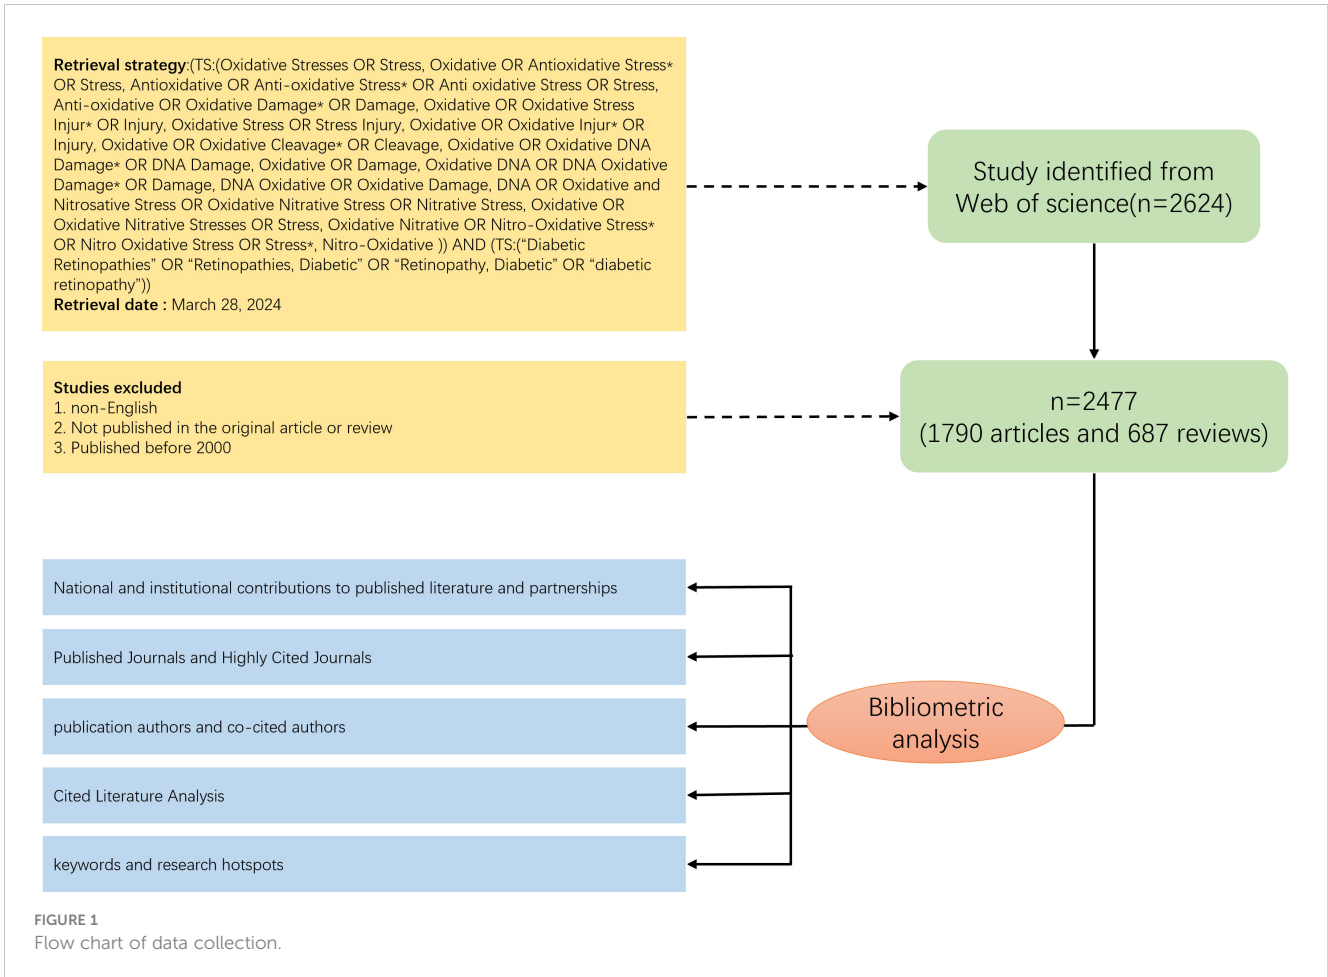 Retrieval strategy:(TS:(Oxidative Stresses OR Stress, Oxidative OR Antioxidative Stress*
OR Stress, Antioxidative OR Anti-oxidative Stress* OR Anti oxidative Stress OR Stress,
Anti-oxidative OR Oxidative Damage* OR Damage, Oxidative OR Oxidative Stress
Injur* OR Injury, Oxidative Stress OR Stress Injury, Oxidative OR Oxidative Injur* OR
Injury, Oxidative OR Oxidative Cleavage* OR Cleavage, Oxidative OR Oxidative DNA
Damage* OR DNA Damage, Oxidative OR Damage, Oxidative DNA OR DNA Oxidative
Damage* OR Damage, DNA Oxidative OR Oxidative Damage, DNA OR Oxidative and
Nitrosative Stress OR Oxidative Nitrative Stress OR Nitrative Stress, Oxidative OR
Oxidative Nitrative Stresses OR Stress, Oxidative Nitrative OR Nitro-Oxidative Stress*
OR Nitro Oxidative Stress OR Stress*, Nitro-Oxidative )) AND (TS:(“Diabetic
Retinopathies” OR “Retinopathies, Diabetic” OR “Retinopathy, Diabetic” OR “diabetic
retinopathy”))
Retrieval date : March 28, 2024
Study identified from
Web of science(n=2624)
Studies excluded
1. non-English
2. Not published in the original article or review
3. Published before 2000
n=2477
(1790 articles and 687 reviews)
National and institutional contributions to published literature and partnerships
Published Journals and Highly Cited Journals
publication authors and co-cited authors
Cited Literature Analysis
keywords and research hotspots
Bibliometric
analysis
FIGURE 1
Flow chart of data collection.